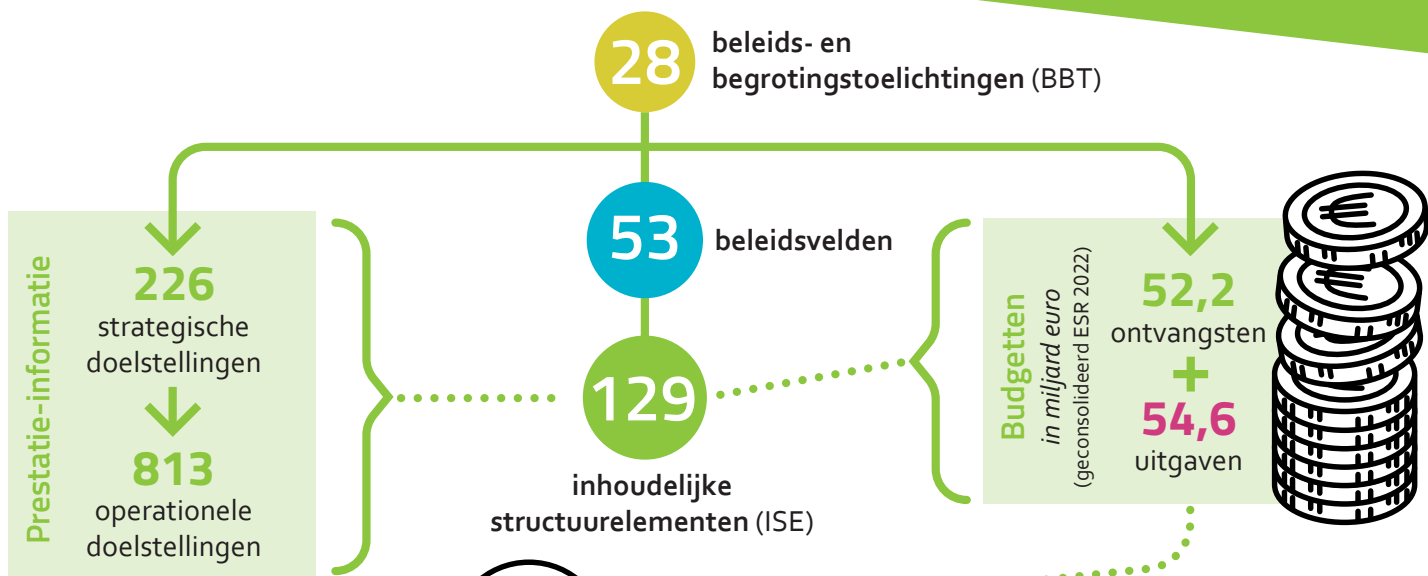 28
beleids- en
begrotingstoelichtingen (BBT)
53
beleidsvelden
129
inhoudelijke
structuurelementen (ISE)
Prestatie-informatie
226
strategische
doelstellingen
813
operationele
doelstellingen
Budgetten
in miljard euro
(geconsolideerd ESR 2022)
52,2
ontvangsten
+
54,6
uitgaven